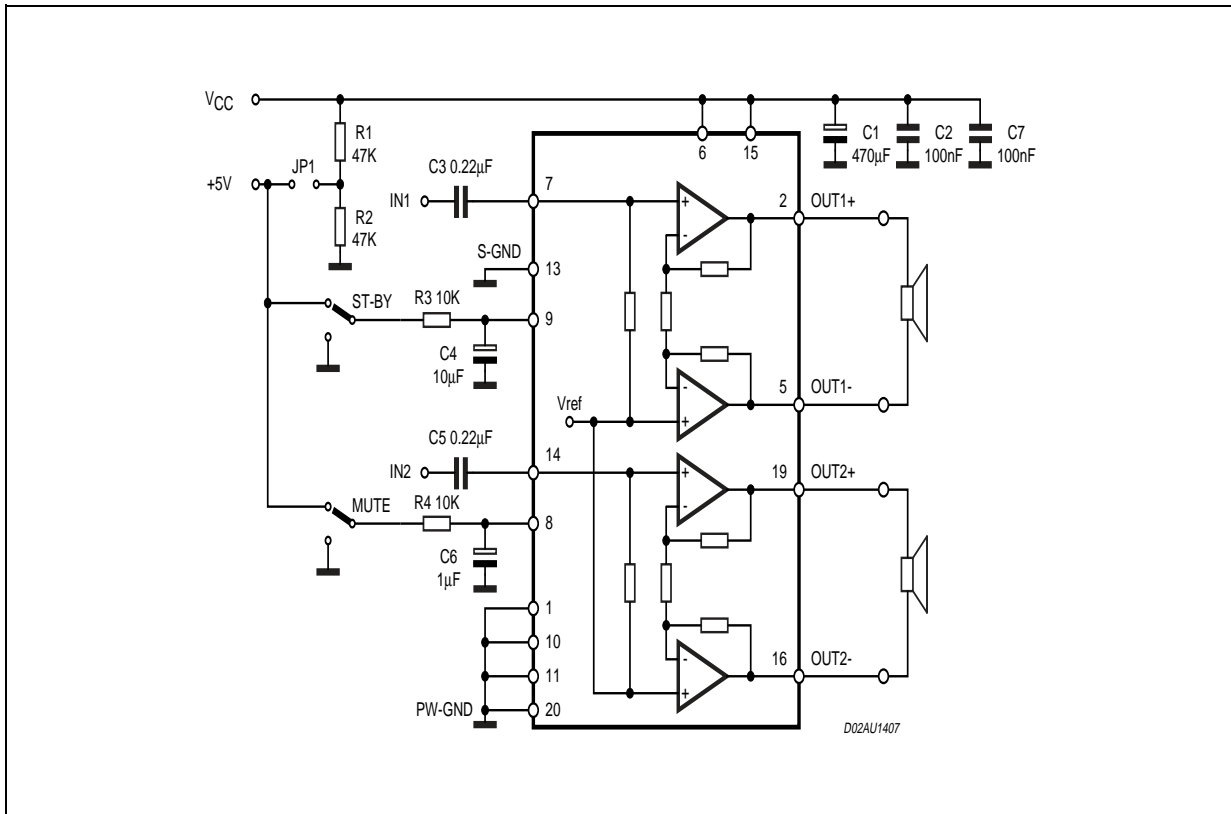 VCC
R1
47K
6
15
C1
470µF
C2
100nF
C7
100nF
+5V
JP1
C3 0.22µF
IN1
7
2
OUT1+
R2
47K
S-GND
13
ST-BY
R3 10K
9
C4
10µF
5
OUT1-
Vref
C5 0.22µF
IN2
14
19
OUT2+
MUTE
R4 10K
8
C6
1µF
1
10
11
PW-GND
20
16
OUT2-
+
-
-
+
+
-
-
+
D02AU1407